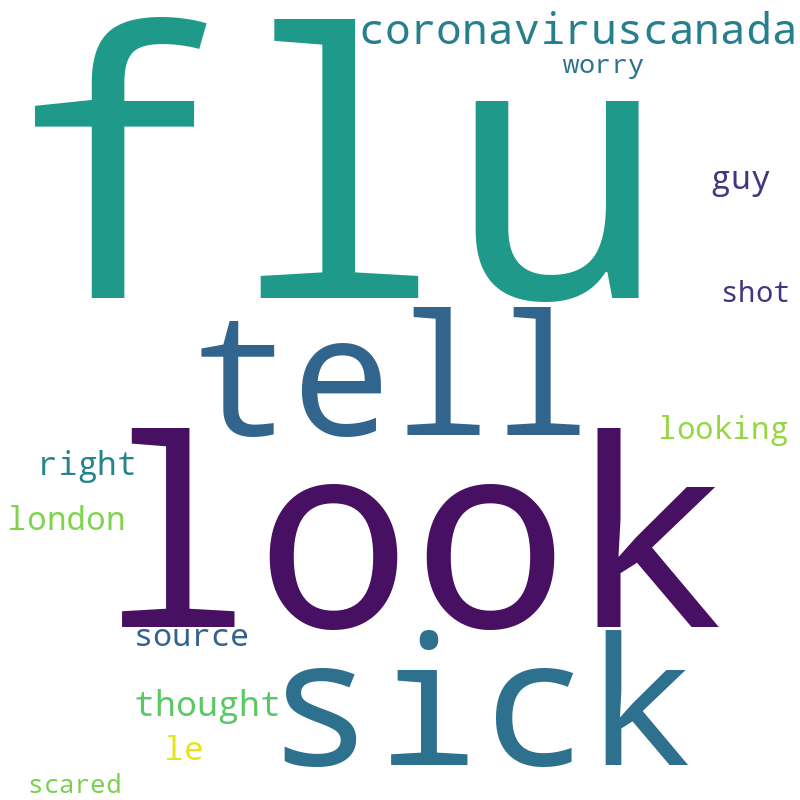 coronaviruscanada
flu
worry
guy
shot
tell
looking
right
look
london
source
sick
thought
le
scared